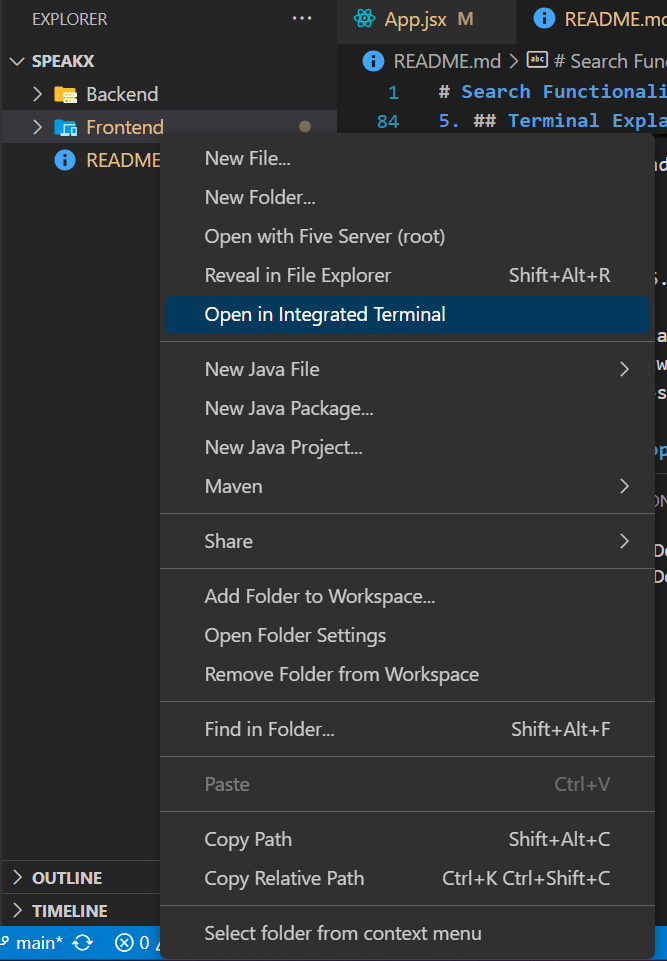 EXPLORER
App.jsx M
README.md
SPEAKX
README.md > # Search Func
Backend
1 # Search Functionali
Frontend
84 5. ## Terminal Expla
README
New File...
New Folder...
Open with Five Server (root)
Reveal in File Explorer Shift+Alt+R
Open in Integrated Terminal
New Java File
New Java Package...
New Java Project...
Maven
Share
Add Folder to Workspace...
Open Folder Settings
Remove Folder from Workspace
Find in Folder... Shift+Alt+F
Paste Ctrl+V
Copy Path Shift+Alt+C
Copy Relative Path Ctrl+K Ctrl+Shift+C
Select folder from context menu
OUTLINE
TIMELINE
main* 0